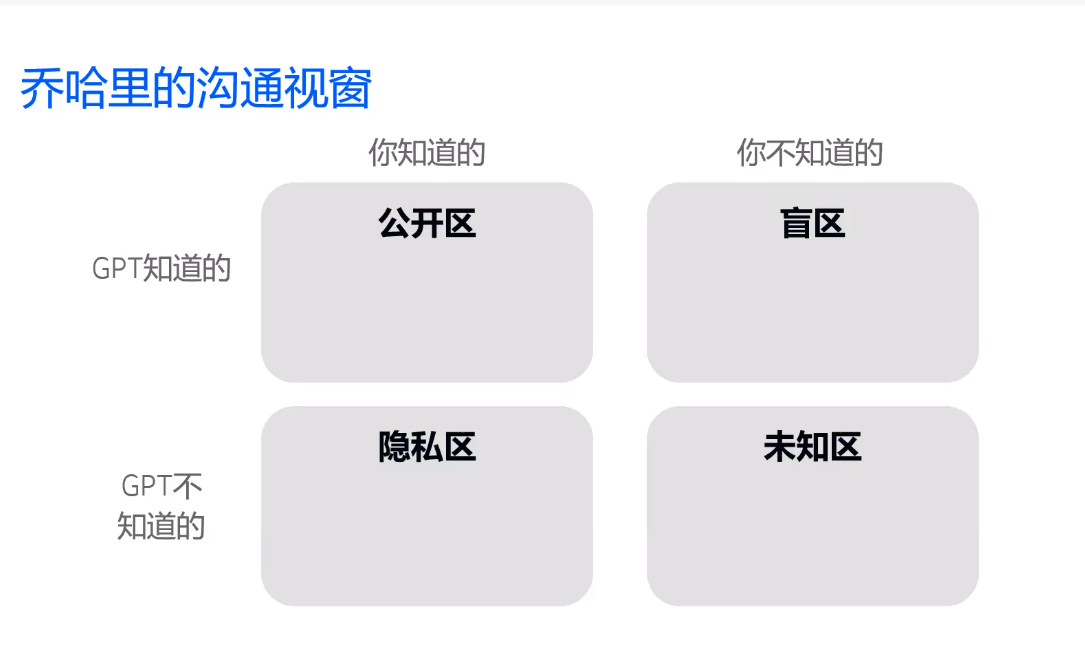 乔哈里的沟通视窗
你知道的
你不知道的
公开区
盲区
GPT知道的
隐私区
未知区
GPT不
知道的